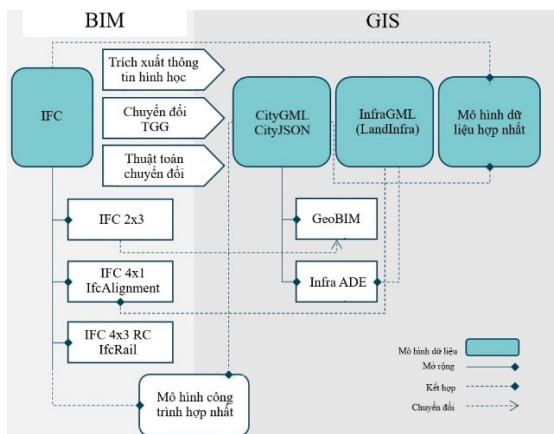 BIM
GIS
Trích xuất thông
tin hình học
IFC
Chuyển đổi
TGG
Thuật toán
chuyển đổi
CityGML
CityJSON
InfraGML
(LandInfra)
Mô hình dữ
liệu hợp nhất
IFC 2x3
GeoBIM
IFC 4x1
IfcAlignment
Infra ADE
IFC 4x3 RC
IfcRail
Mô hình công
trình hợp nhất
Mô hình dữ liệu
Mở rộng
Kết hợp
Chuyển đổi